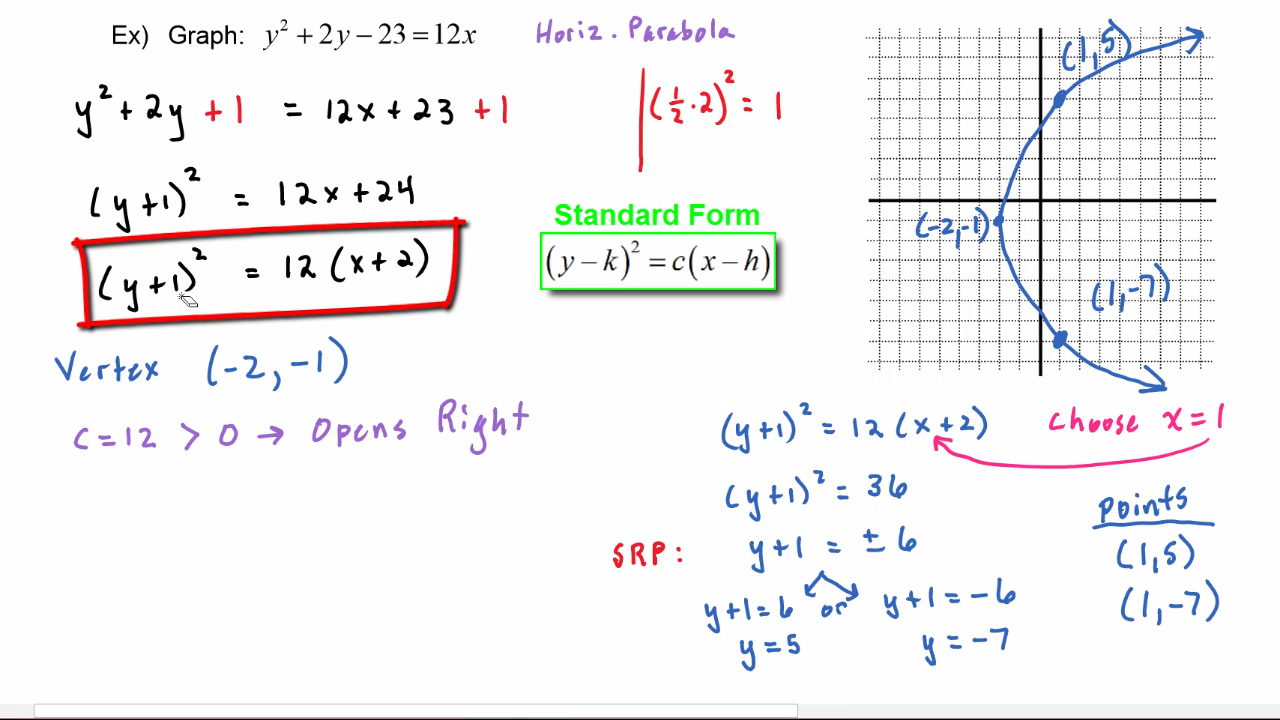 Ex) Graph: y² + 2y − 23 = 12x
Horiz. Parabola
y² + 2y + 1 = 12x + 23 + 1
(½·2)² = 1
(y+1)² = 12x + 24
(y+1)² = 12(x+2)
Standard Form
(y − k)² = c(x − h)
Vertex (-2, -1)
c = 12 > 0 → Opens Right
(1,5)
(-2,-1)
(1,-7)
(y+1)² = 12(x+2)
choose x = 1
(y+1)² = 36
SRP: y+1 = ± 6
y+1 = 6 or y+1 = -6
y = 5 y = -7
Points
(1,5)
(1,-7)